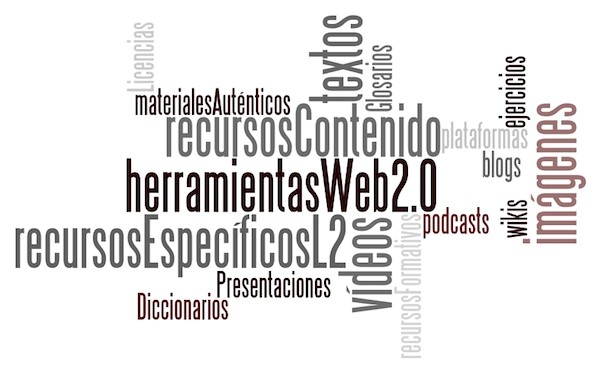 Licencias
textos
Glosarios
materialesAuténticos
ejercicios
recursosContenido
plataformas
imágenes
blogs
herramientasWeb2.0
podcasts
.wikis
recursosEspecíficosL2
vídeos
recursosFormativos
Presentaciones
Diccionarios